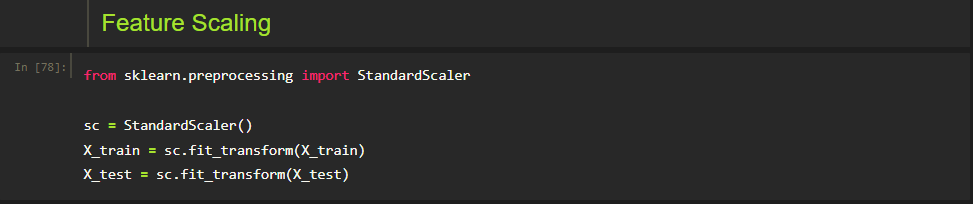 Feature Scaling
In [78]:
from sklearn.preprocessing import StandardScaler
sc = StandardScaler()
X_train = sc.fit_transform(X_train)
X_test = sc.fit_transform(X_test)